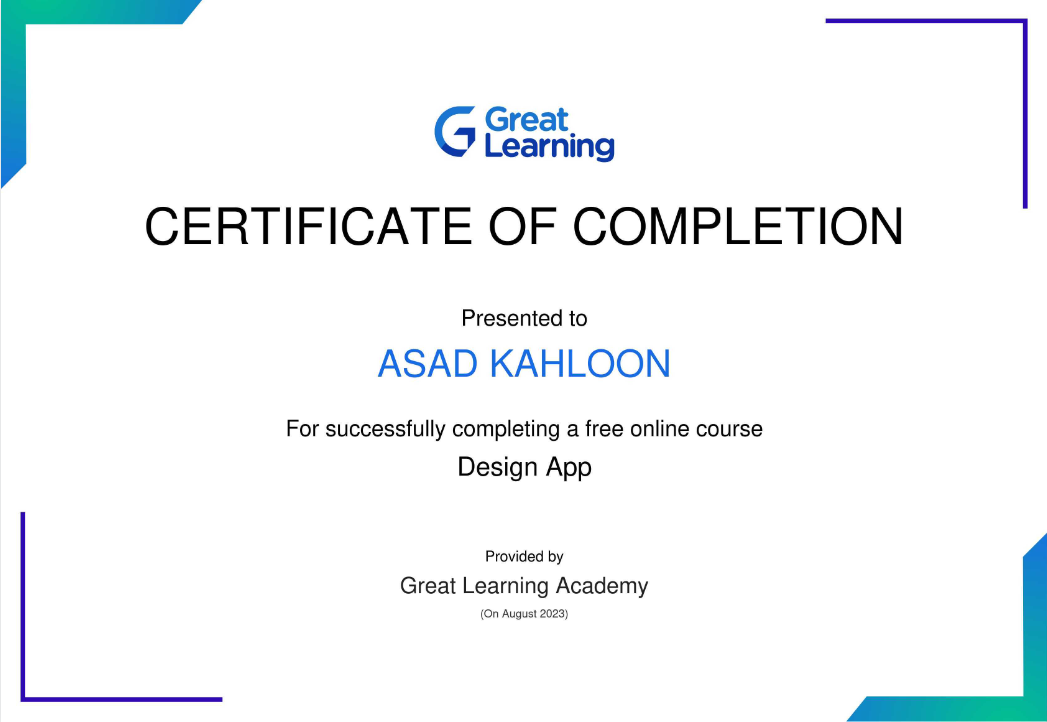 Great
Learning
CERTIFICATE OF COMPLETION
Presented to
ASAD KAHLOON
For successfully completing a free online course
Design App
Provided by
Great Learning Academy
(On August 2023)